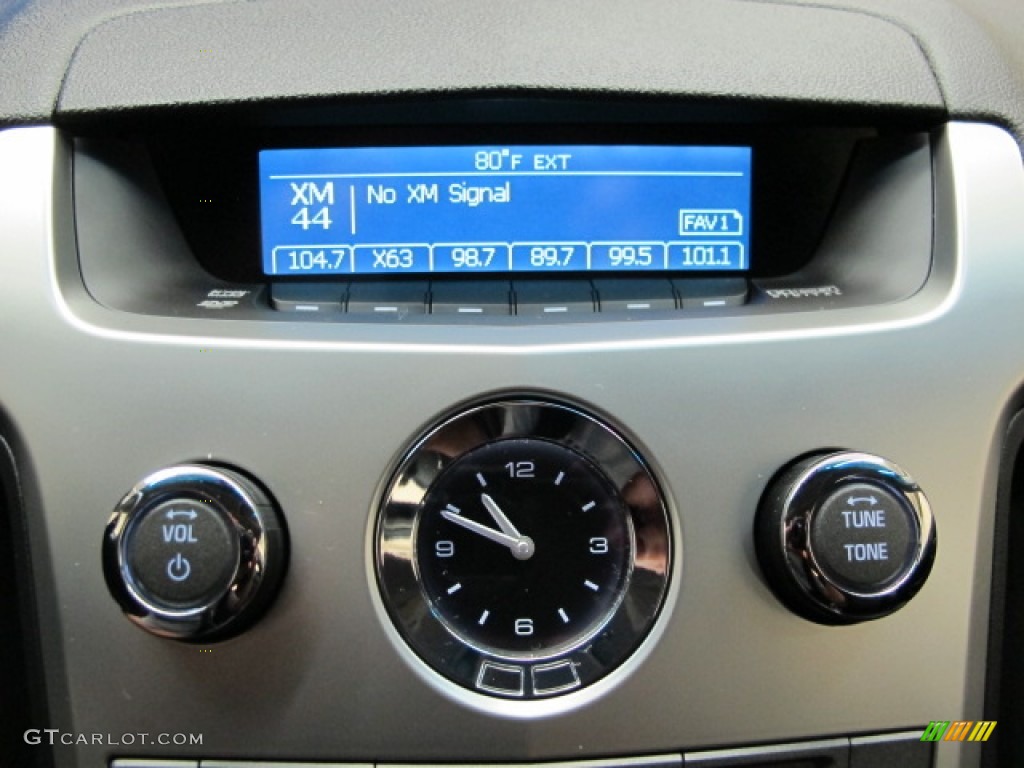 80°F EXT
XM No XM Signal
44
FAV1
104.7 X63 98.7 89.7 99.5 101.1
12
3
6
9
VOL
TUNE
TONE
GTCARLOT.COM